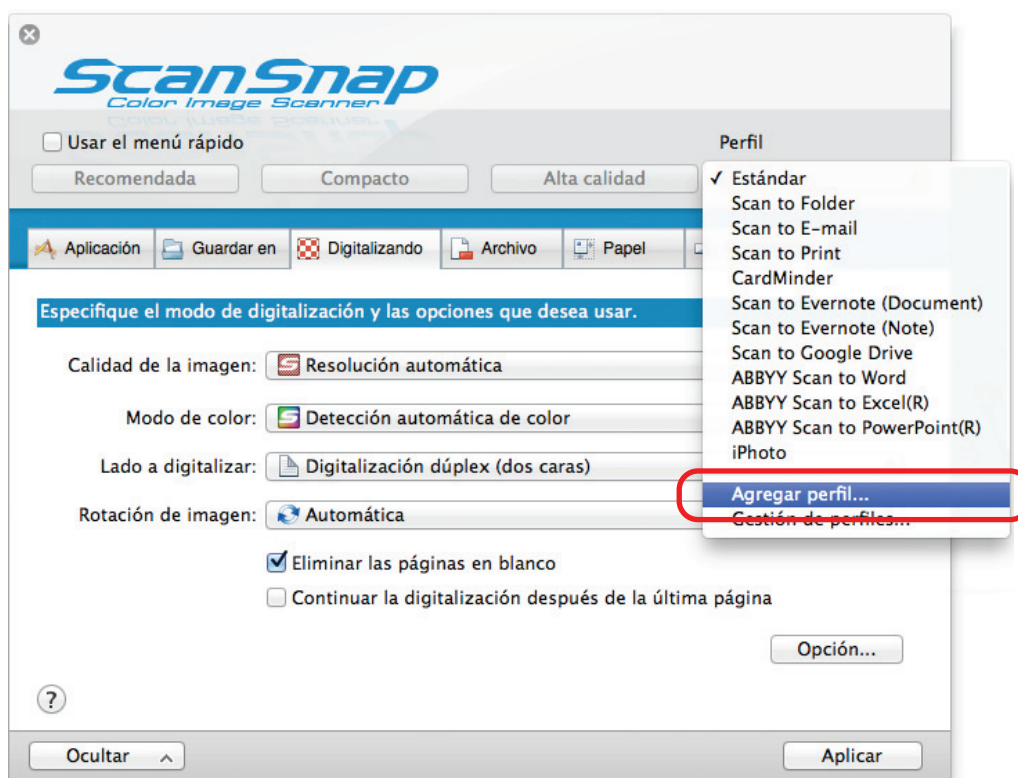 ScanSnap
Color Image Scanner
Usar el menú rápido
Perfil
Recomendada
Compacto
Alta calidad
✓ Estándar
Scan to Folder
Scan to E-mail
Scan to Print
CardMinder
Scan to Evernote (Document)
Scan to Evernote (Note)
Scan to Google Drive
ABBYY Scan to Word
ABBYY Scan to Excel(R)
ABBYY Scan to PowerPoint(R)
iPhoto
Agregar perfil...
Gestión de perfiles...
Aplicación
Guardar en
Digitalizando
Archivo
Papel
Especifique el modo de digitalización y las opciones que desea usar.
Calidad de la imagen: Resolución automática
Modo de color: Detección automática de color
Lado a digitalizar: Digitalización dúplex (dos caras)
Rotación de imagen: Automática
Eliminar las páginas en blanco
Continuar la digitalización después de la última página
Opción...
?
Ocultar
Aplicar